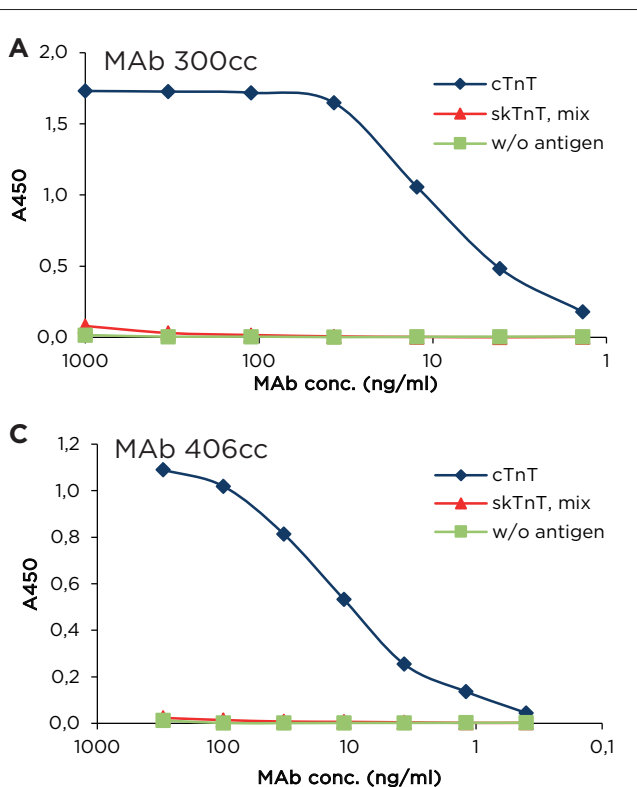 A
MAb 300cc
2,0
1,5
1,0
0,5
0,0
A450
cTnT
skTnT, mix
w/o antigen
1000 100 10 1
MAb conc. (ng/ml)
C
MAb 406cc
1,2
1,0
0,8
0,6
0,4
0,2
0,0
A450
cTnT
skTnT, mix
w/o antigen
1000 100 10 1 0,1
MAb conc. (ng/ml)